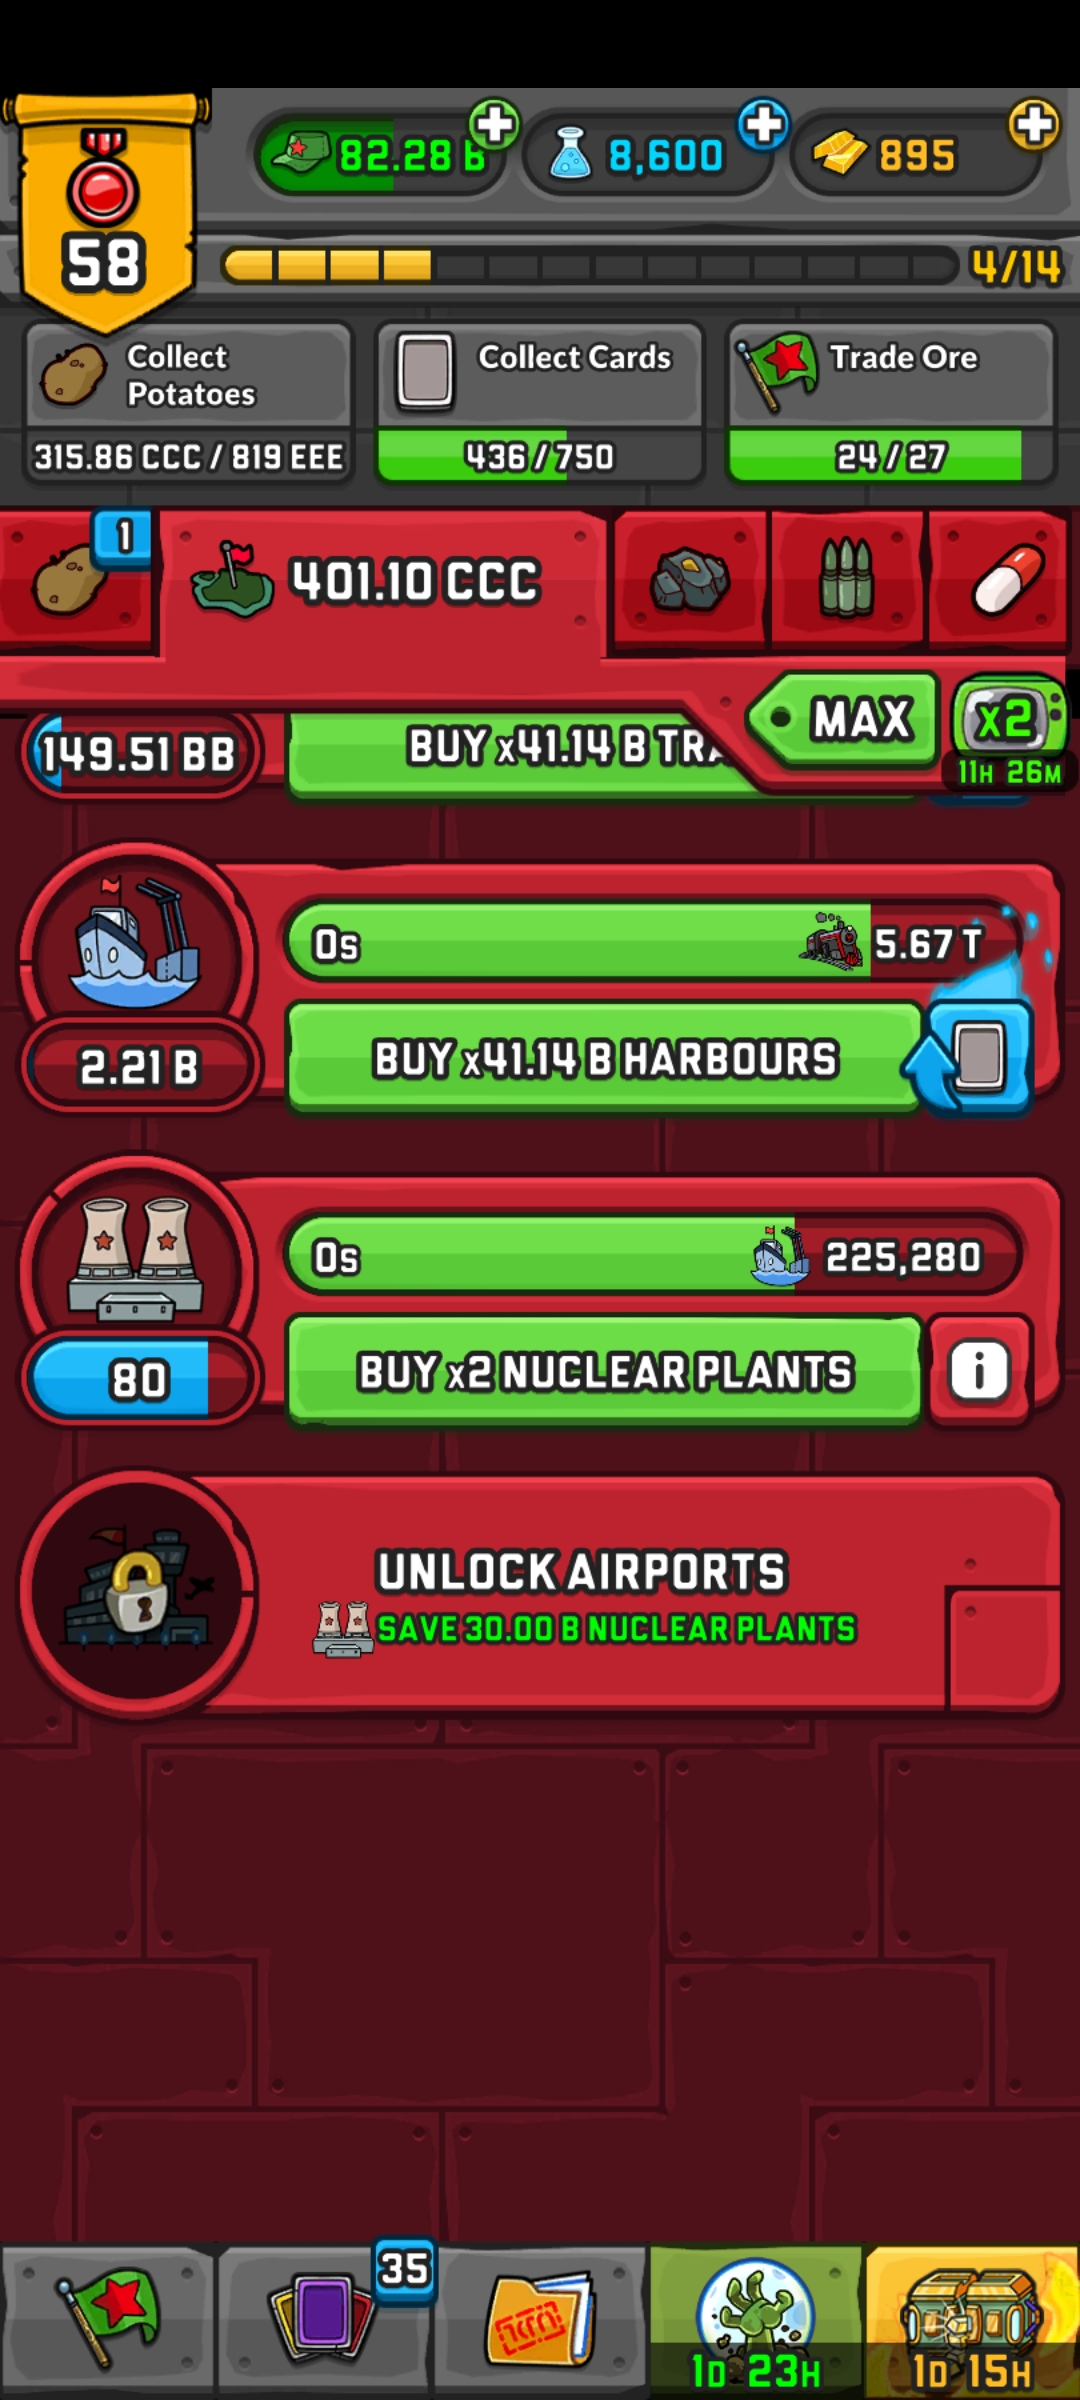 82.28 B
8,600
895
58
4/14
Collect
Potatoes
315.86 CCC / 819 EEE
Collect Cards
436 / 750
Trade Ore
24 / 27
1
401.10 CCC
MAX
x2
11H 26M
149.51 BB
BUY x41.14 B
0s
5.67 T
2.21 B
BUY x41.14 B HARBOURS
0s
225,280
80
BUY x2 NUCLEAR PLANTS
i
UNLOCK AIRPORTS
SAVE 30.00 B NUCLEAR PLANTS
35
1D 23H
1D 15H